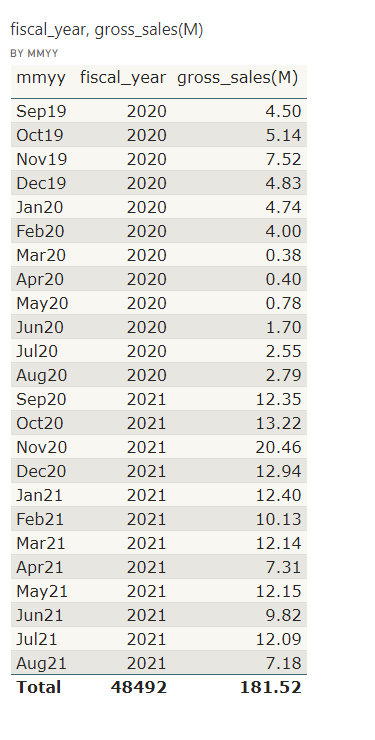 fiscal_year, gross_sales(M)
BY MMYY
mmyy fiscal_year gross_sales(M)
Sep19 2020 4.50
Oct19 2020 5.14
Nov19 2020 7.52
Dec19 2020 4.83
Jan20 2020 4.74
Feb20 2020 4.00
Mar20 2020 0.38
Apr20 2020 0.40
May20 2020 0.78
Jun20 2020 1.70
Jul20 2020 2.55
Aug20 2020 2.79
Sep20 2021 12.35
Oct20 2021 13.22
Nov20 2021 20.46
Dec20 2021 12.94
Jan21 2021 12.40
Feb21 2021 10.13
Mar21 2021 12.14
Apr21 2021 7.31
May21 2021 12.15
Jun21 2021 9.82
Jul21 2021 12.09
Aug21 2021 7.18
Total 48492 181.52